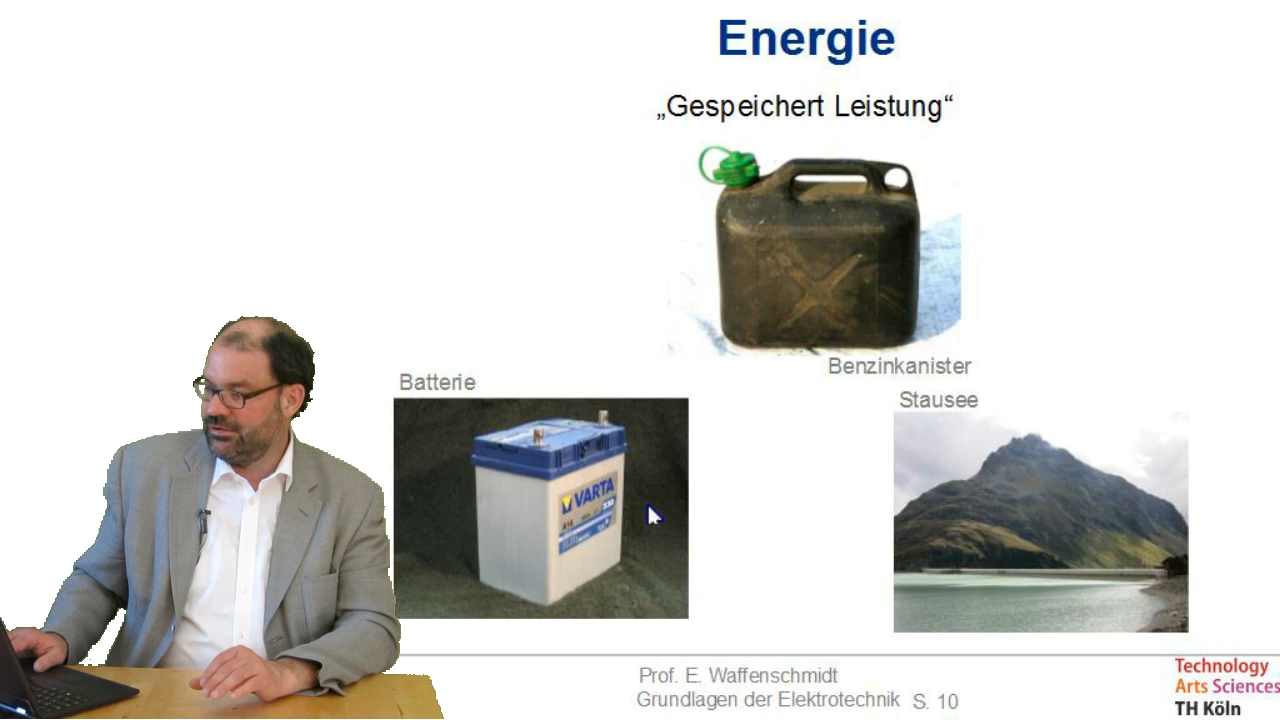 Energie
„Gespeichert Leistung“
Benzinkanister
Batterie
Stausee
VARTA
Prof. E. Waffenschmidt
Grundlagen der Elektrotechnik S. 10
Technology
Arts Sciences
TH Köln